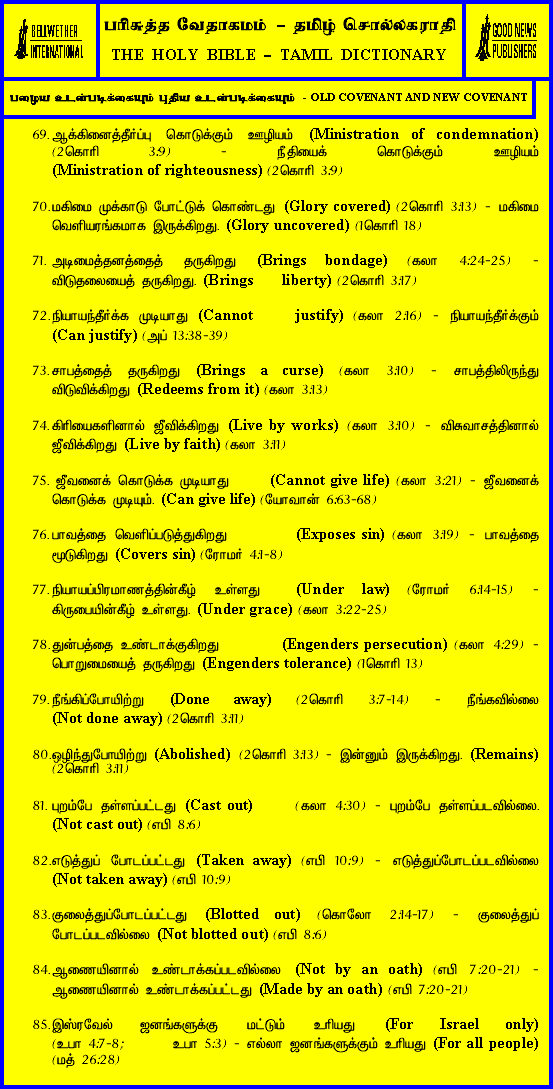 BELLWETHER
INTERNATIONAL
பரிசுத்த வேதாகமம் – தமிழ் சொல்லகராதி
THE HOLY BIBLE – TAMIL DICTIONARY
GOOD NEWS
PUBLISHERS
பழைய உடன்படிக்கையும் புதிய உடன்படிக்கையும் - OLD COVENANT AND NEW COVENANT
69. ஆக்கினைத்தீர்ப்பு கொடுக்கும் ஊழியம் (Ministration of condemnation)
(2கொரி 3:9) - நீதியைக் கொடுக்கும் ஊழியம்
(Ministration of righteousness) (2கொரி 3:9)
70. மகிமை முக்காடு போட்டுக் கொண்டது (Glory covered) (2கொரி 3:13) - மகிமை
வெளியரங்கமாக இருக்கிறது. (Glory uncovered) (1கொரி 18)
71. அடிமைத்தனத்தைத் தருகிறது (Brings bondage) (கலா 4:24-25) -
விடுதலையைத் தருகிறது. (Brings liberty) (2கொரி 3:17)
72. நியாயந்தீர்க்க முடியாது (Cannot justify) (கலா 2:16) - நியாயந்தீர்க்கும்
(Can justify) (அப் 13:38-39)
73. சாபத்தைத் தருகிறது (Brings a curse) (கலா 3:10) - சாபத்திலிருந்து
விடுவிக்கிறது (Redeems from it) (கலா 3:13)
74. கிரியைகளினால் ஜீவிக்கிறது (Live by works) (கலா 3:10) - விசுவாசத்தினால்
ஜீவிக்கிறது (Live by faith) (கலா 3:11)
75. ஜீவனைக் கொடுக்க முடியாது (Cannot give life) (கலா 3:21) - ஜீவனைக்
கொடுக்க முடியும். (Can give life) (யோவான் 6:63-68)
76. பாவத்தை வெளிப்படுத்துகிறது (Exposes sin) (கலா 3:19) - பாவத்தை
மூடுகிறது (Covers sin) (ரோமர் 4:1-8)
77. நியாயப்பிரமாணத்தின்கீழ் உள்ளது (Under law) (ரோமர் 6:14-15) -
கிருபையின்கீழ் உள்ளது. (Under grace) (கலா 3:22-25)
78. துன்பத்தை உண்டாக்குகிறது (Engenders persecution) (கலா 4:29) -
பொறுமையைத் தருகிறது (Engenders tolerance) (1கொரி 13)
79. நீங்கிப்போயிற்று (Done away) (2கொரி 3:7-14) - நீங்கவில்லை
(Not done away) (2கொரி 3:11)
80. ஒழிந்துபோயிற்று (Abolished) (2கொரி 3:13) - இன்னும் இருக்கிறது. (Remains)
(2கொரி 3:11)
81. புறம்பே தள்ளப்பட்டது (Cast out) (கலா 4:30) - புறம்பே தள்ளப்படவில்லை.
(Not cast out) (எபி 8:6)
82. எடுத்துப் போடப்பட்டது (Taken away) (எபி 10:9) - எடுத்துப்போடப்படவில்லை
(Not taken away) (எபி 10:9)
83. குலைத்துப்போடப்பட்டது (Blotted out) (கொலோ 2:14-17) - குலைத்துப்
போடப்படவில்லை (Not blotted out) (எபி 8:6)
84. ஆணையினால் உண்டாக்கப்படவில்லை (Not by an oath) (எபி 7:20-21) -
ஆணையினால் உண்டாக்கப்பட்டது (Made by an oath) (எபி 7:20-21)
85. இஸ்ரவேல் ஜனங்களுக்கு மட்டும் உரியது (For Israel only)
(உபா 4:7-8; உபா 5:3) - எல்லா ஜனங்களுக்கும் உரியது (For all people)
(மத் 26:28)